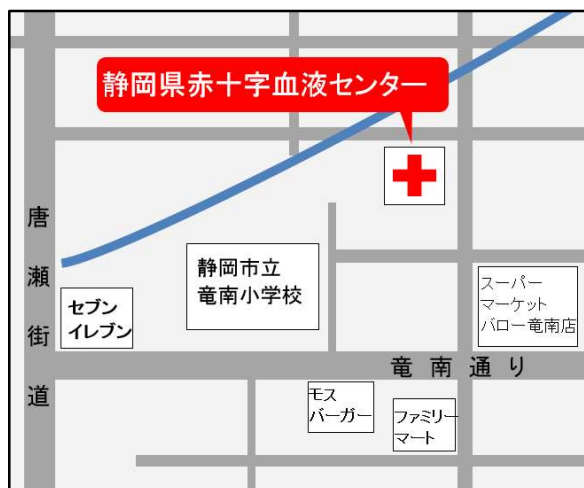 静岡県赤十字血液センター
唐瀬街道
静岡市立
竜南小学校
セブン
イレブン
スーパー
マーケット
バロー竜南店
竜南通り
モス
バーガー
ファミリー
マート